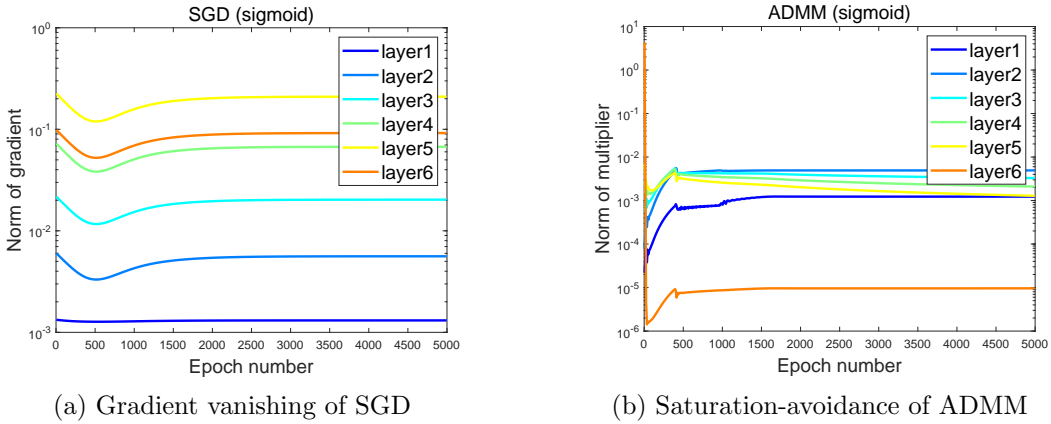 SGD (sigmoid)
10^0
10^-1
10^-2
10^-3
Norm of gradient
layer1
layer2
layer3
layer4
layer5
layer6
0 500 1000 1500 2000 2500 3000 3500 4000 4500 5000
Epoch number
(a) Gradient vanishing of SGD
ADMM (sigmoid)
10^1
10^0
10^-1
10^-2
10^-3
10^-4
10^-5
10^-6
Norm of multiplier
layer1
layer2
layer3
layer4
layer5
layer6
0 500 1000 1500 2000 2500 3000 3500 4000 4500 5000
Epoch number
(b) Saturation-avoidance of ADMM